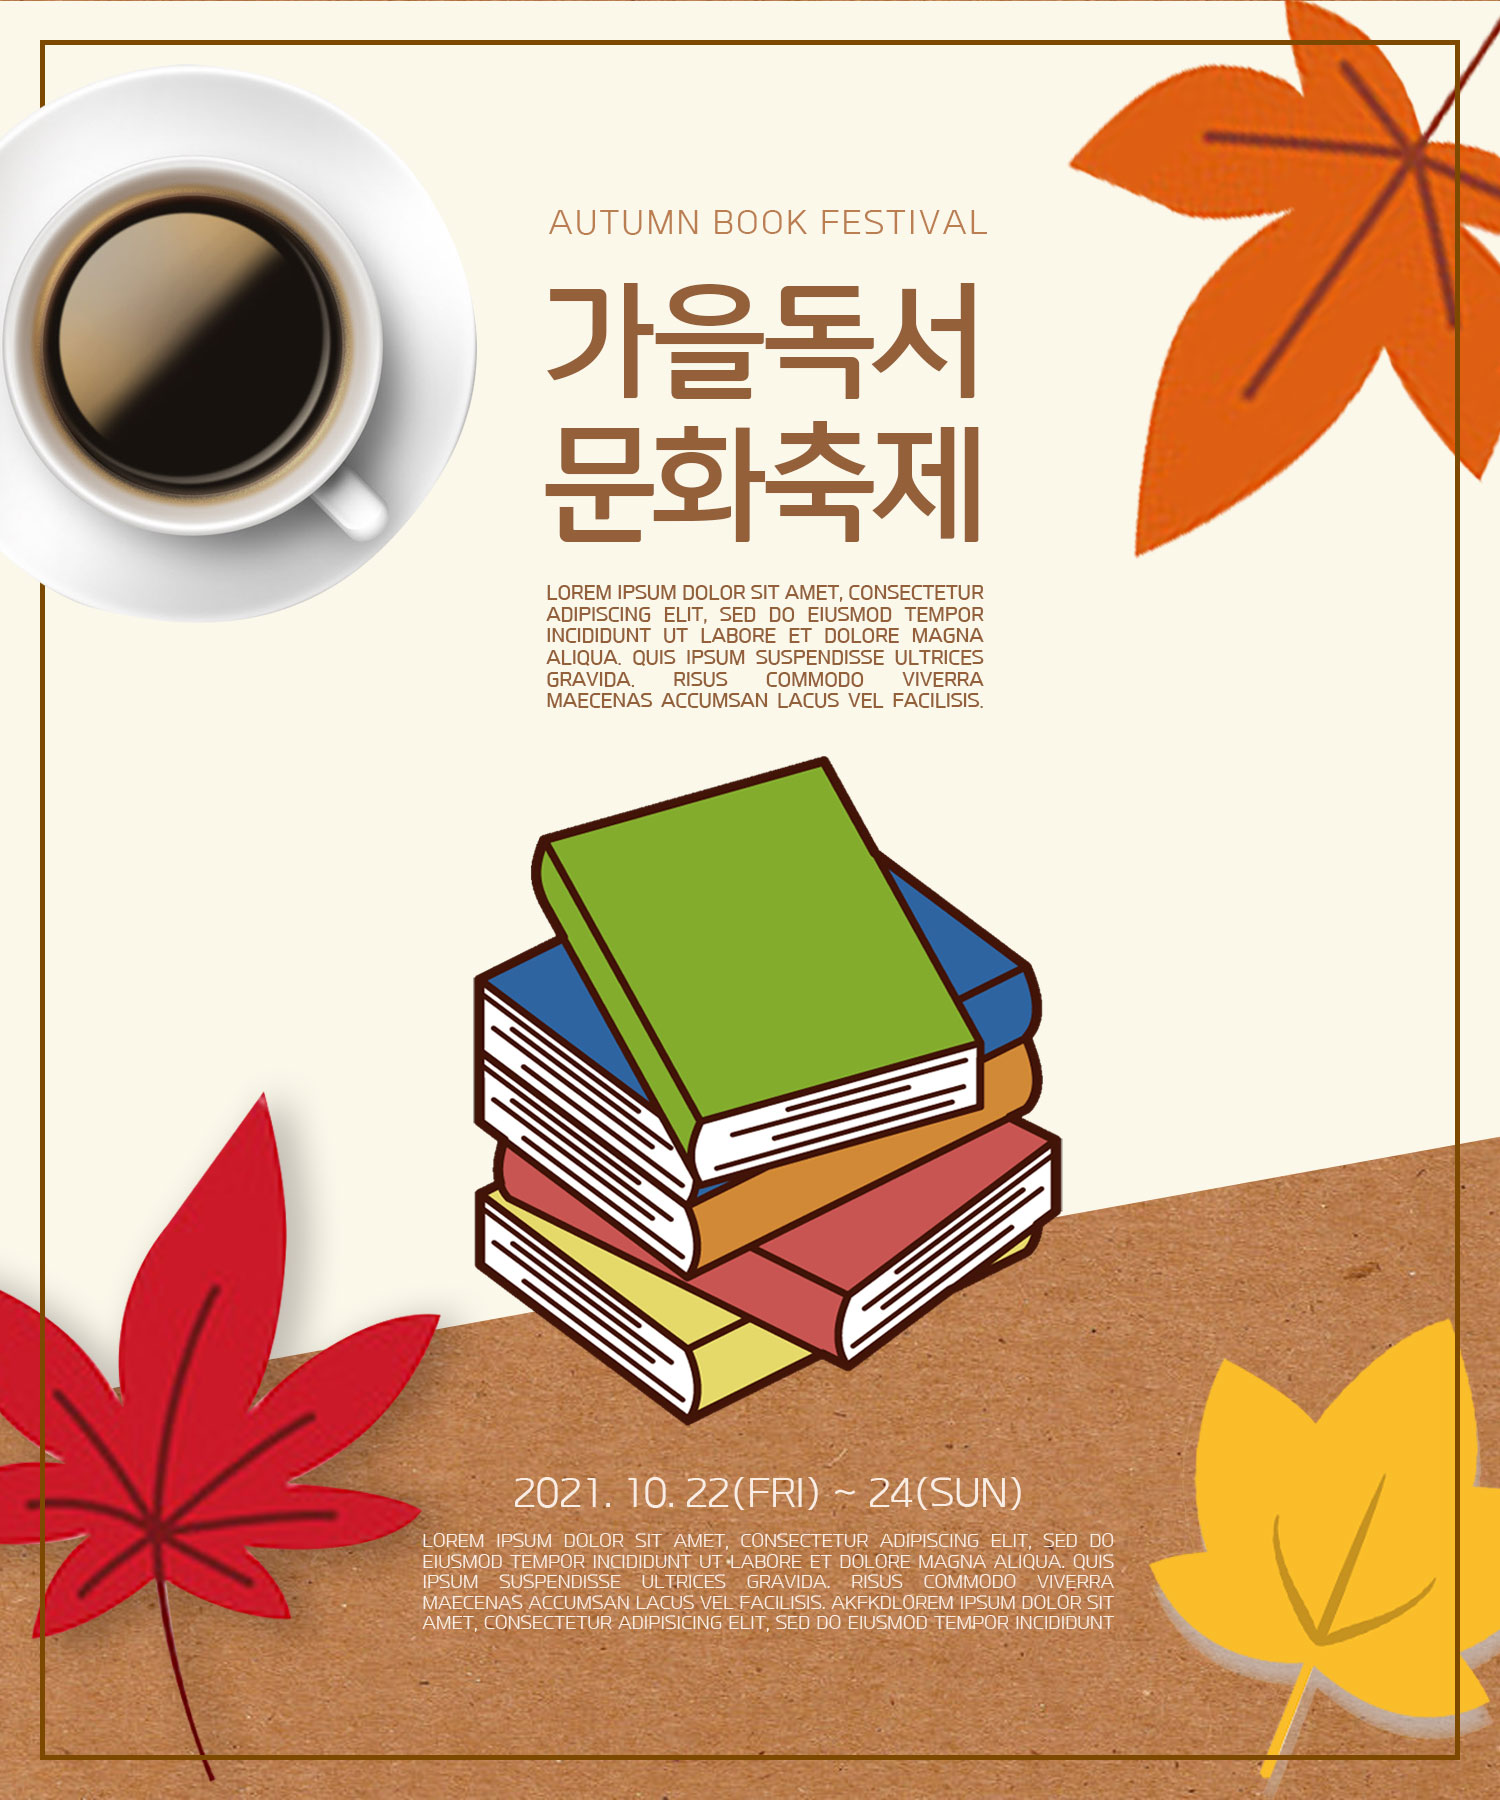 AUTUMN BOOK FESTIVAL
가을독서
문화축제
LOREM IPSUM DOLOR SIT AMET, CONSECTETUR
ADIPISCING ELIT, SED DO EIUSMOD TEMPOR
INCIDIDUNT UT LABORE ET DOLORE MAGNA
ALIQUA. QUIS IPSUM SUSPENDISSE ULTRICES
GRAVIDA. RISUS COMMODO VIVERRA
MAECENAS ACCUMSAN LACUS VEL FACILISIS.
2021. 10. 22(FRI) ~ 24(SUN)
LOREM IPSUM DOLOR SIT AMET, CONSECTETUR ADIPISCING ELIT, SED DO
EIUSMOD TEMPOR INCIDIDUNT UT LABORE ET DOLORE MAGNA ALIQUA. QUIS
IPSUM SUSPENDISSE ULTRICES GRAVIDA. RISUS COMMODO VIVERRA
MAECENAS ACCUMSAN LACUS VEL FACILISIS. AKFKDLOREM IPSUM DOLOR SIT
AMET, CONSECTETUR ADIPISICING ELIT, SED DO EIUSMOD TEMPOR INCIDIDUNT